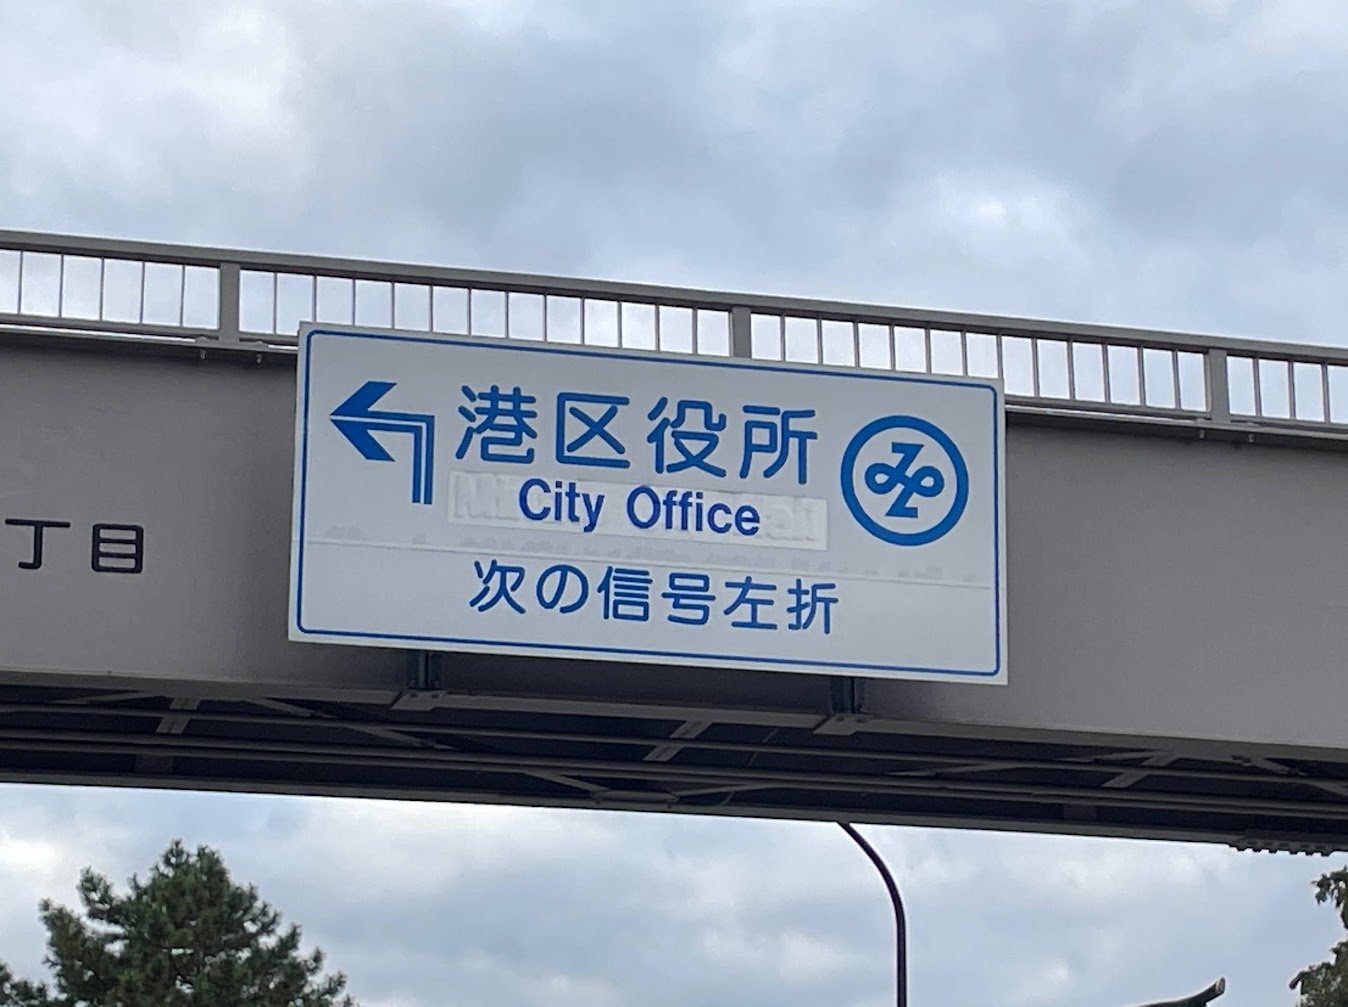 港区役所
City Office
次の信号左折
丁目